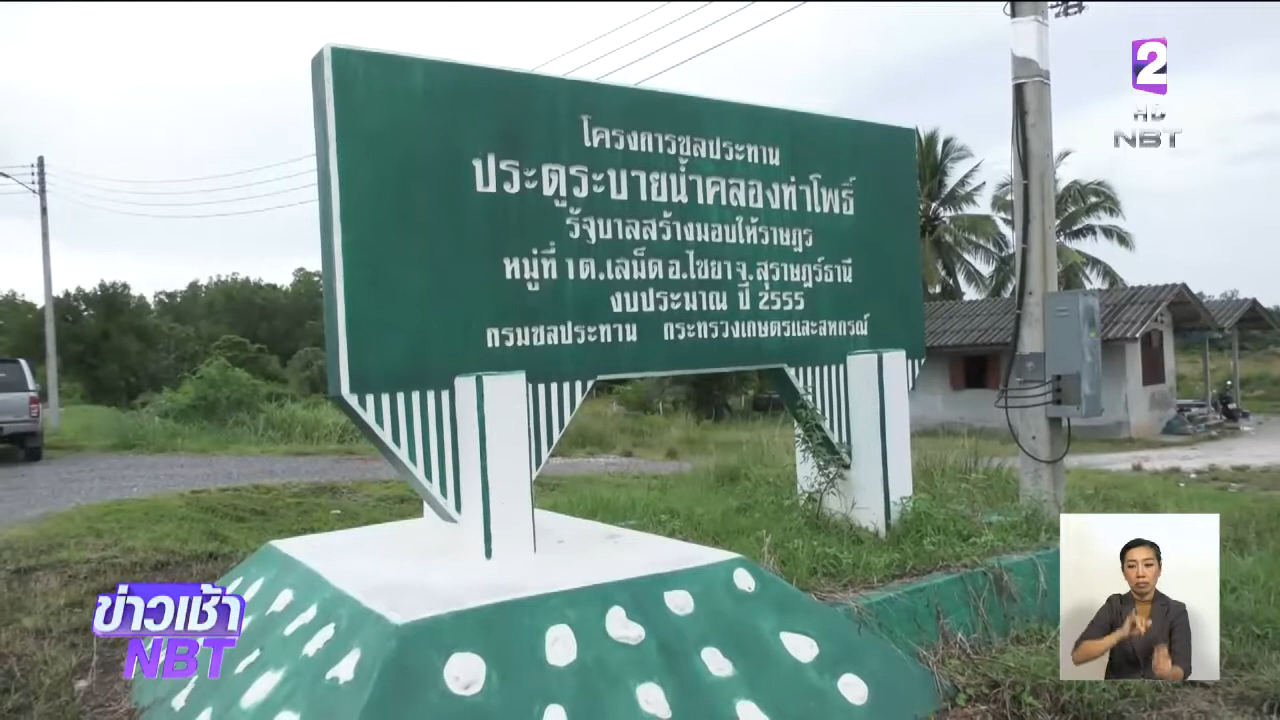 โครงการชลประทาน
ประตูระบายน้ำคลองท่าโพธิ์
รัฐบาลสร้างมอบให้ราษฎร
หมู่ที่ 1 ต.เลม็ด อ.ไชยา จ.สุราษฎร์ธานี
งบประมาณ ปี 2555
กรมชลประทาน กระทรวงเกษตรและสหกรณ์
2
HD
NBT
ข่าวเช้า
NBT